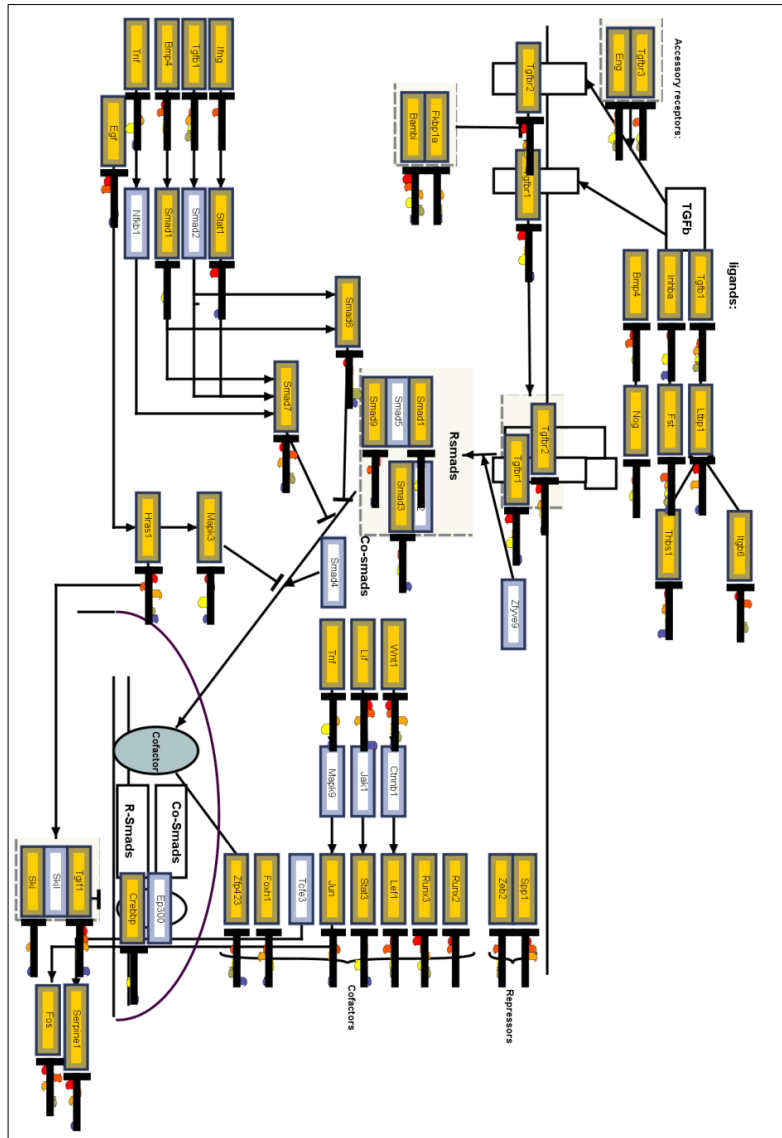 ligands:
Accessory receptors:
Tgfbr3
Eng
TGFb
Tgfb1
Ltbp1
Itgb6
Inhba
Fst
Thbs1
Bmp4
Nog
Tgfbr2
Tgfbr1
Tgfbr2
Tgfbr1
Zfyve9
Spp1
Zeb2
Repressors
Fkbp1a
Bambi
Rsmads
Smad1
Smad5
Smad9
Smad3
Co-smads
Smad4
Runx2
Runx3
Wnt1
Ctnnb1
Lef1
Lif
Jak1
Stat3
Tnf
Mapk9
Jun
Tcfe3
Foxh1
Zfp423
Cofactors
Smad6
Smad7
Ifng
Stat1
Tgfb1
Smad2
Bmp4
Smad1
Tnf
Nfkb1
Egf
Mapk3
Hras1
Cofactor
Co-Smads
R-Smads
Ep300
Crebbp
Tgif1
Skil
Ski
Serpine1
Fos